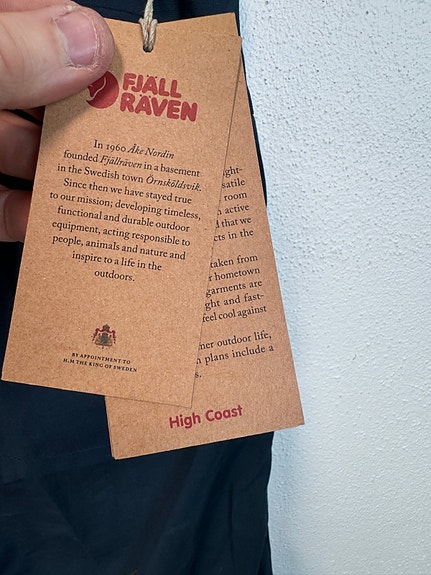 FJÄLL
RÄVEN
In 1960 Åke Nordin
founded Fjällräven in a basement
in the Swedish town Örnsköldsvik.
Since then we have stayed true
to our mission; developing timeless,
functional and durable outdoor
equipment, acting responsible to
people, animals and nature and
inspire to a life in the
outdoors.
BY APPOINTMENT TO
H.M THE KING OF SWEDEN
ght-
satile
room
active
d that we
cts in the
taken from
r hometown
garments are
ght and fast-
feel cool against
ner outdoor life,
n plans include a
s.
High Coast